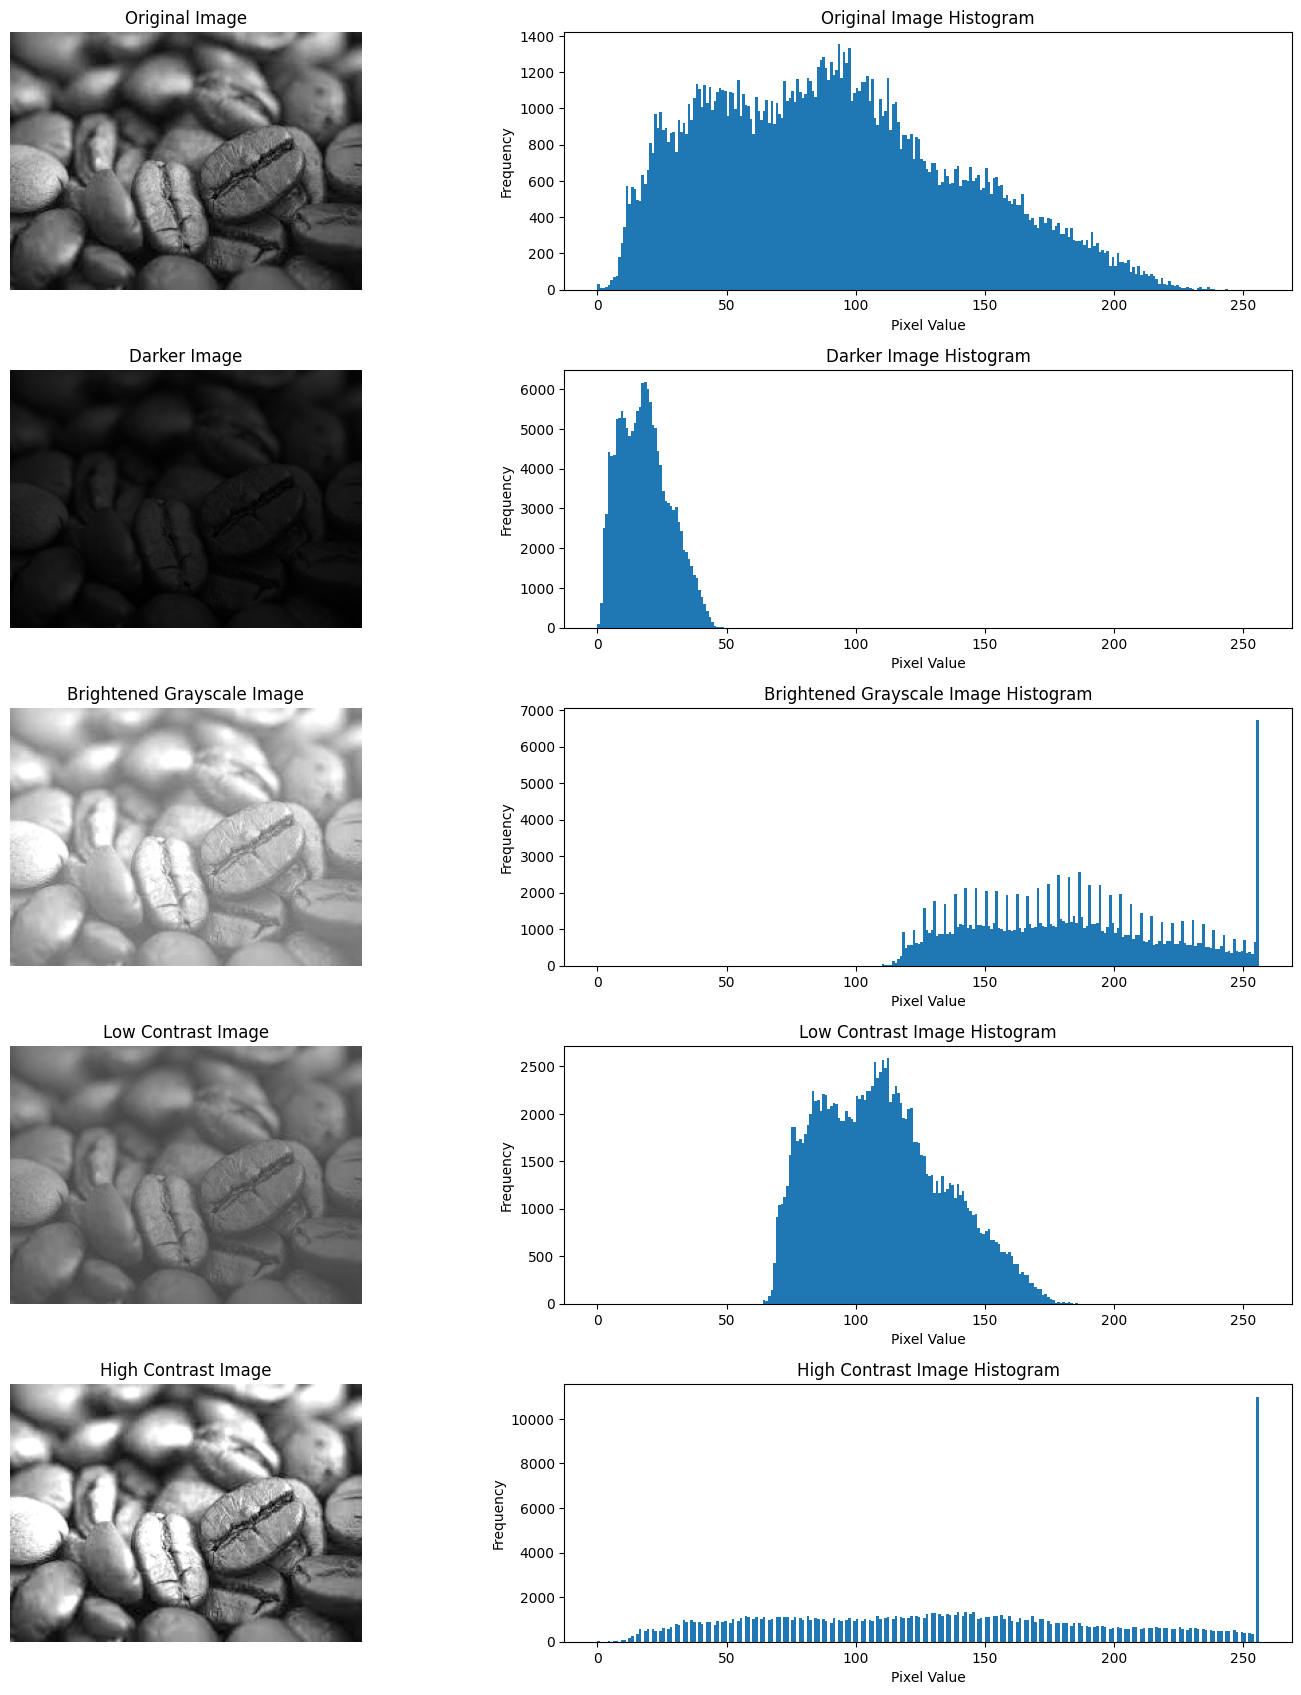 Original Image
Original Image Histogram
1400
1200
1000
800
600
400
200
0
Frequency
0 50 100 150 200 250
Pixel Value
Darker Image
Darker Image Histogram
6000
5000
4000
3000
2000
1000
0
Frequency
0 50 100 150 200 250
Pixel Value
Brightened Grayscale Image
Brightened Grayscale Image Histogram
7000
6000
5000
4000
3000
2000
1000
0
Frequency
0 50 100 150 200 250
Pixel Value
Low Contrast Image
Low Contrast Image Histogram
2500
2000
1500
1000
500
0
Frequency
0 50 100 150 200 250
Pixel Value
High Contrast Image
High Contrast Image Histogram
10000
8000
6000
4000
2000
0
Frequency
0 50 100 150 200 250
Pixel Value